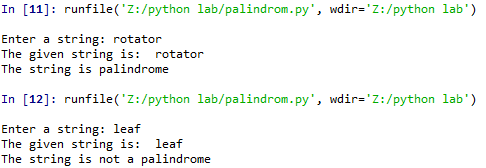 In [11]: runfile('Z:/python lab/palindrom.py', wdir='Z:/python lab')
Enter a string: rotator
The given string is:  rotator
The string is palindrome
In [12]: runfile('Z:/python lab/palindrom.py', wdir='Z:/python lab')
Enter a string: leaf
The given string is:  leaf
The string is not a palindrome